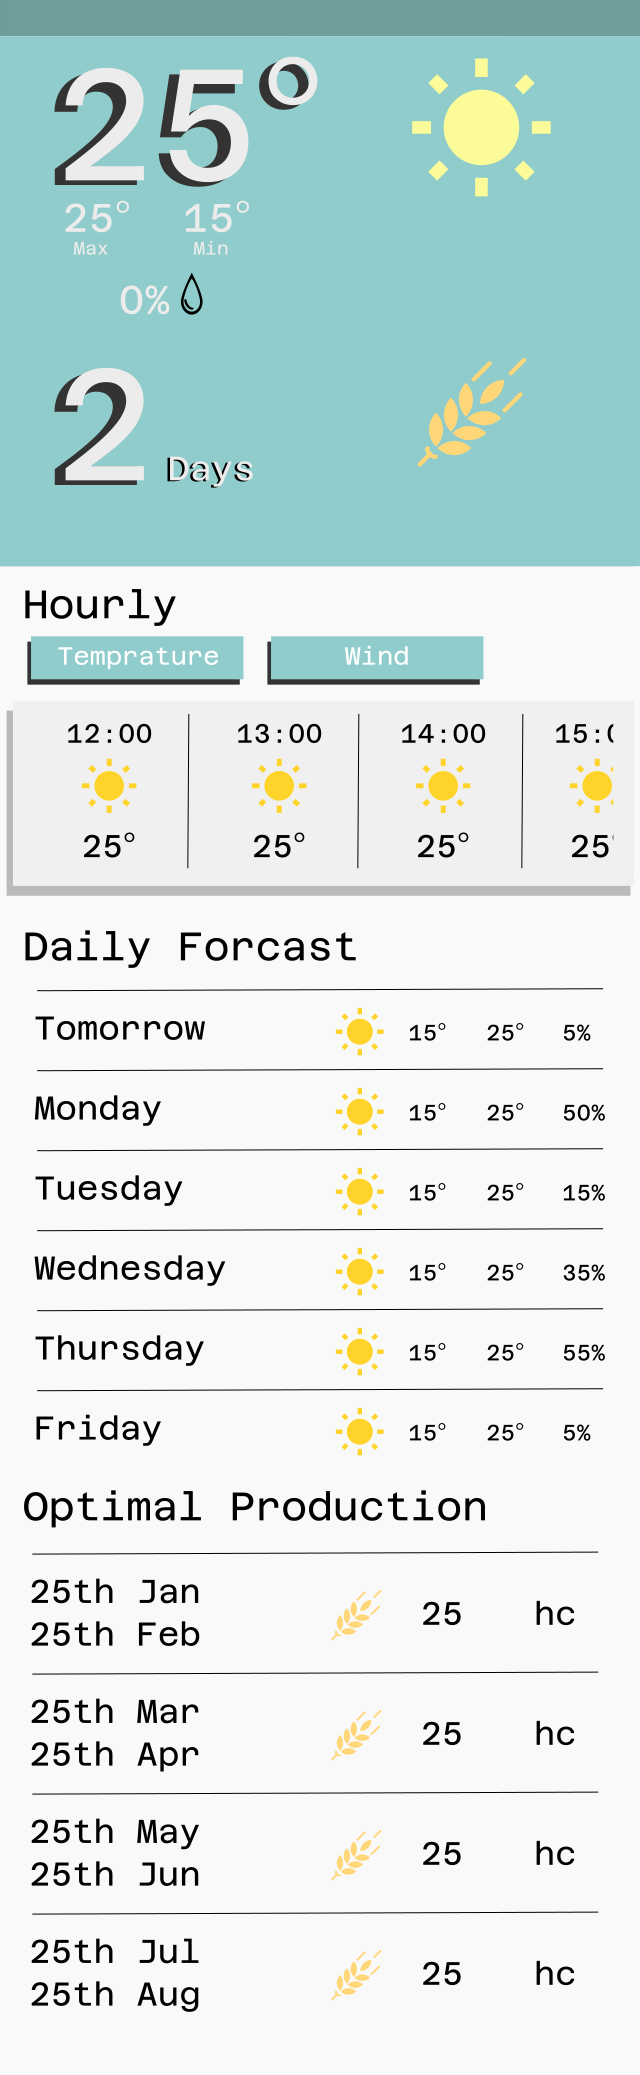 25°
25° 15°
Max Min
0%
2 Days
Hourly
Temprature Wind
12:00 13:00 14:00 15:0
25° 25° 25° 25°
Daily Forcast
Tomorrow 15° 25° 5%
Monday 15° 25° 50%
Tuesday 15° 25° 15%
Wednesday 15° 25° 35%
Thursday 15° 25° 55%
Friday 15° 25° 5%
Optimal Production
25th Jan
25th Feb 25 hc
25th Mar
25th Apr 25 hc
25th May
25th Jun 25 hc
25th Jul
25th Aug 25 hc